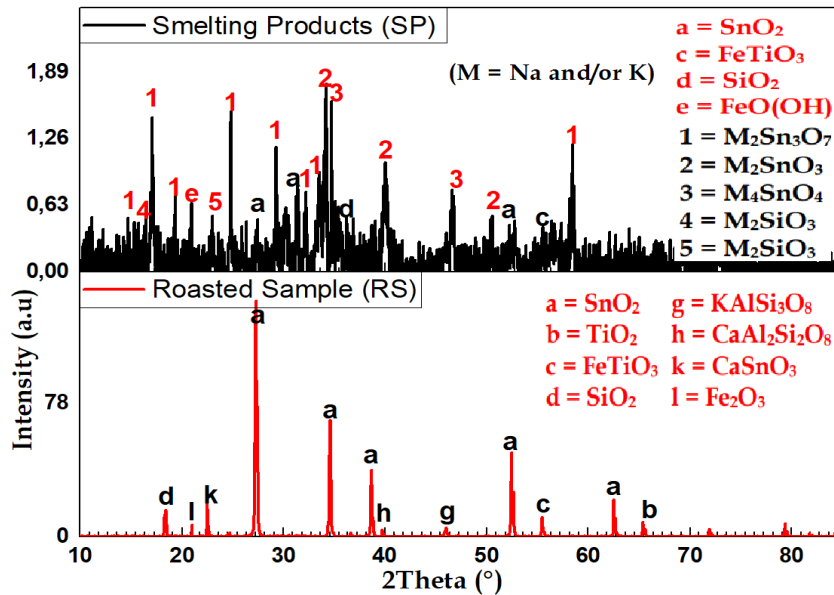 Smelting Products (SP)
(M = Na and/or K)
a = SnO₂
c = FeTiO₃
d = SiO₂
e = FeO(OH)
1 = M₂Sn₃O₇
2 = M₂SnO₃
3 = M₄SnO₄
4 = M₂SiO₃
5 = M₂SiO₃
1,89
1,26
0,63
0,00
1 4 1 1 e 5 1 a 1 a 1 1 2 3 d 2 3 2 a c 1
Roasted Sample (RS)
a = SnO₂ g = KAlSi₃O₈
b = TiO₂ h = CaAl₂Si₂O₈
c = FeTiO₃ k = CaSnO₃
d = SiO₂ l = Fe₂O₃
78
0
d l k a a a h g a c a b
10 20 30 40 50 60 70 80
2Theta (°)
Intensity (a.u)